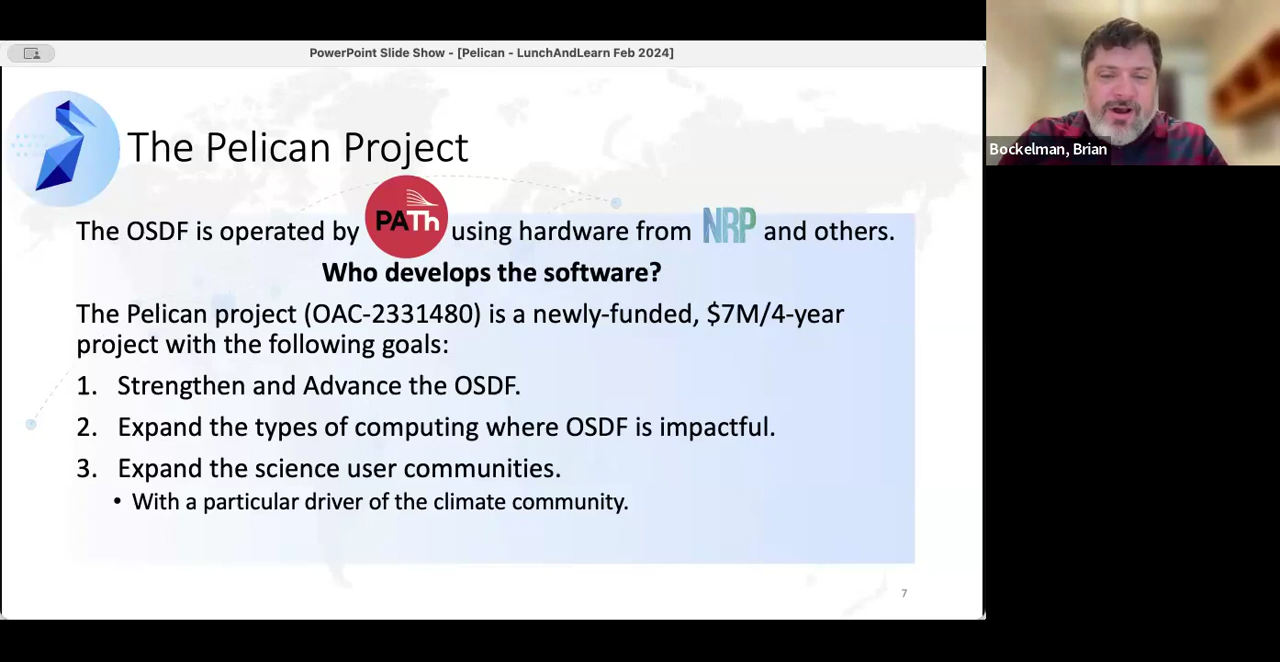 PowerPoint Slide Show - [Pelican - LunchAndLearn Feb 2024]
The Pelican Project
The OSDF is operated by PATh using hardware from NRP and others.
Who develops the software?
The Pelican project (OAC-2331480) is a newly-funded, $7M/4-year
project with the following goals:
1. Strengthen and Advance the OSDF.
2. Expand the types of computing where OSDF is impactful.
3. Expand the science user communities.
• With a particular driver of the climate community.
7
Bockelman, Brian